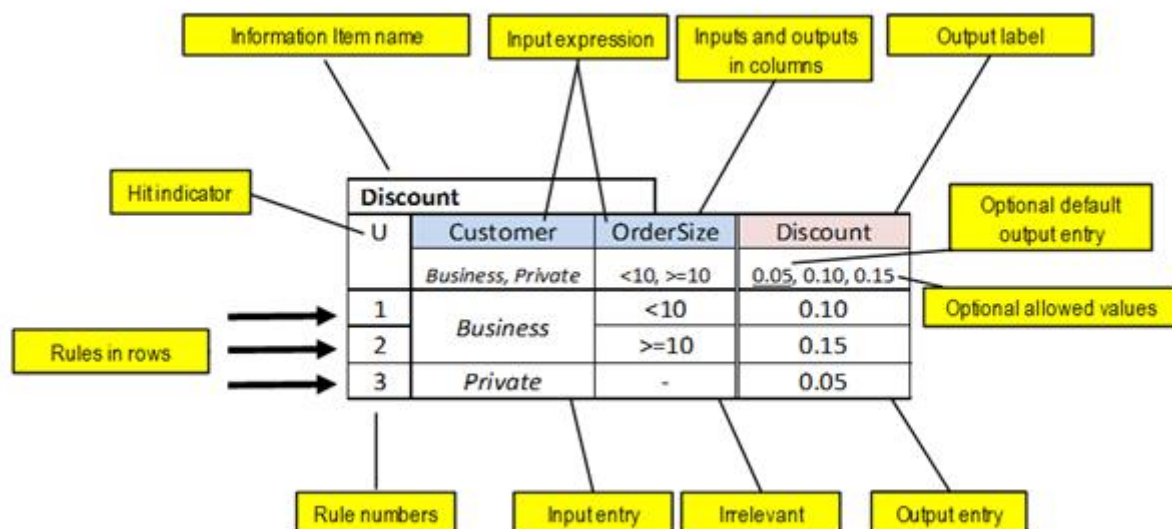 Information Item name
Input expression
Inputs and outputs
in columns
Output label
Hit indicator
Discount
U Customer OrderSize Discount
Business, Private <10, >=10 0.05, 0.10, 0.15
Optional default
output entry
Optional allowed values
Rules in rows
1 Business <10 0.10
2 >=10 0.15
3 Private - 0.05
Rule numbers
Input entry
Irrelevant
Output entry